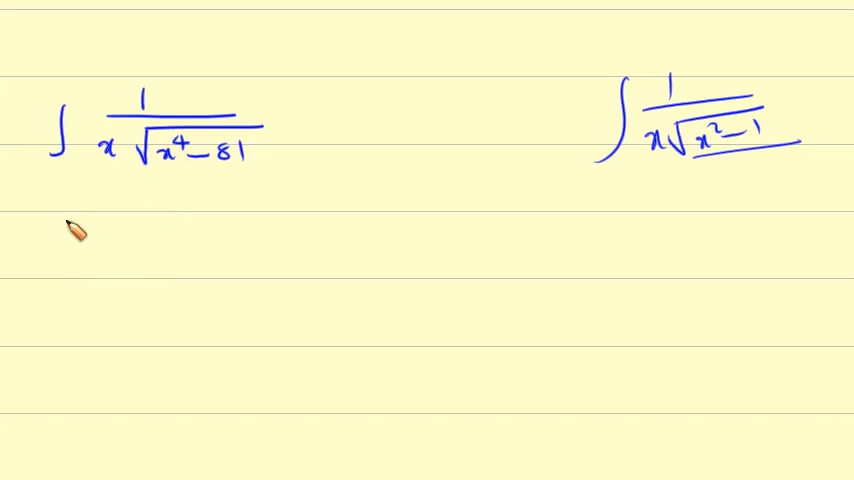 ∫ 1/(x √(x⁴ – 81))
∫ 1/(x √(x² – 1))